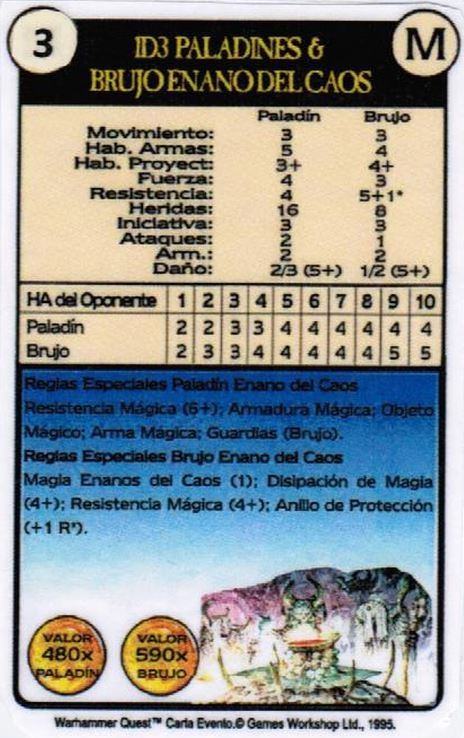 3
M
1D3 PALADINES &
BRUJO ENANO DEL CAOS
Paladín Brujo
Movimiento: 3 3
Hab. Armas: 5 4
Hab. Proyect: 3+ 4+
Fuerza: 4 3
Resistencia: 4 5+1*
Heridas: 16 8
Iniciativa: 3 3
Ataques: 2 1
Arm.: 2 2
Daño: 2/3 (5+) 1/2 (5+)
HA del Oponente 1 2 3 4 5 6 7 8 9 10
Paladín 2 2 3 3 4 4 4 4 4 4
Brujo 2 3 3 4 4 4 4 4 5 5
Reglas Especiales Paladín Enano del Caos
Resistencia Mágica (6+); Armadura Mágica; Objeto
Mágico; Arma Mágica; Guardias (Brujo).
Reglas Especiales Brujo Enano del Caos
Magia Enanos del Caos (1); Disipación de Magia
(4+); Resistencia Mágica (4+); Anillo de Protección
(+1 Rª).
VALOR
480x
PALADÍN
VALOR
590x
BRUJO
Warhammer Quest™ Carta Evento.© Games Workshop Ltd., 1995.